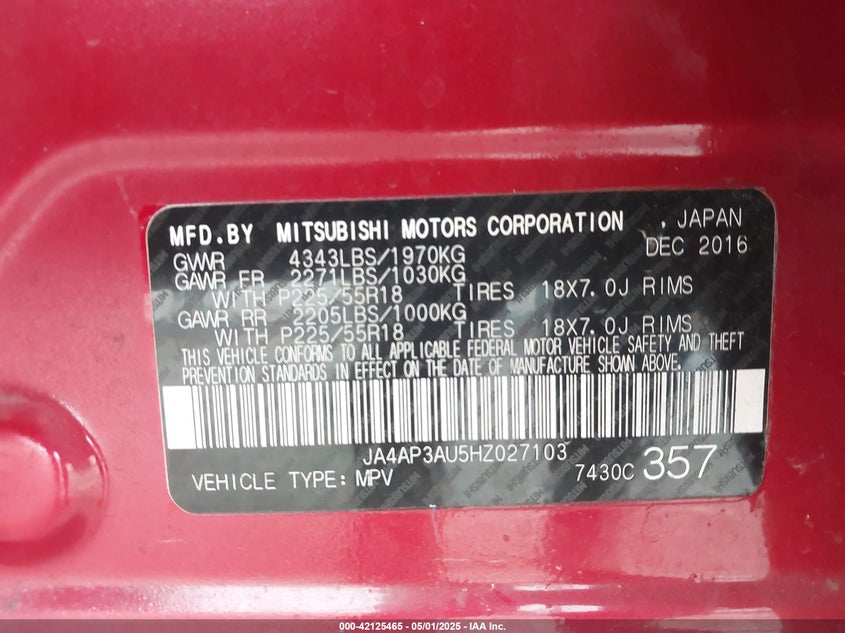 MFD.BY MITSUBISHI MOTORS CORPORATION , JAPAN
DEC 2016
GVWR 4343LBS/1970KG
GAWR FR 2271LBS/1030KG
WITH P225/55R18 TIRES 18X7.0J RIMS
GAWR RR 2205LBS/1000KG
WITH P225/55R18 TIRES 18X7.0J RIMS
THIS VEHICLE CONFORMS TO ALL APPLICABLE FEDERAL MOTOR VEHICLE SAFETY AND THEFT
PREVENTION STANDARDS IN EFFECT ON THE DATE OF MANUFACTURE SHOWN ABOVE.
JA4AP3AU5HZ027103
VEHICLE TYPE: MPV 7430C 357
000-42125465 - 05/01/2025 - IAA Inc.